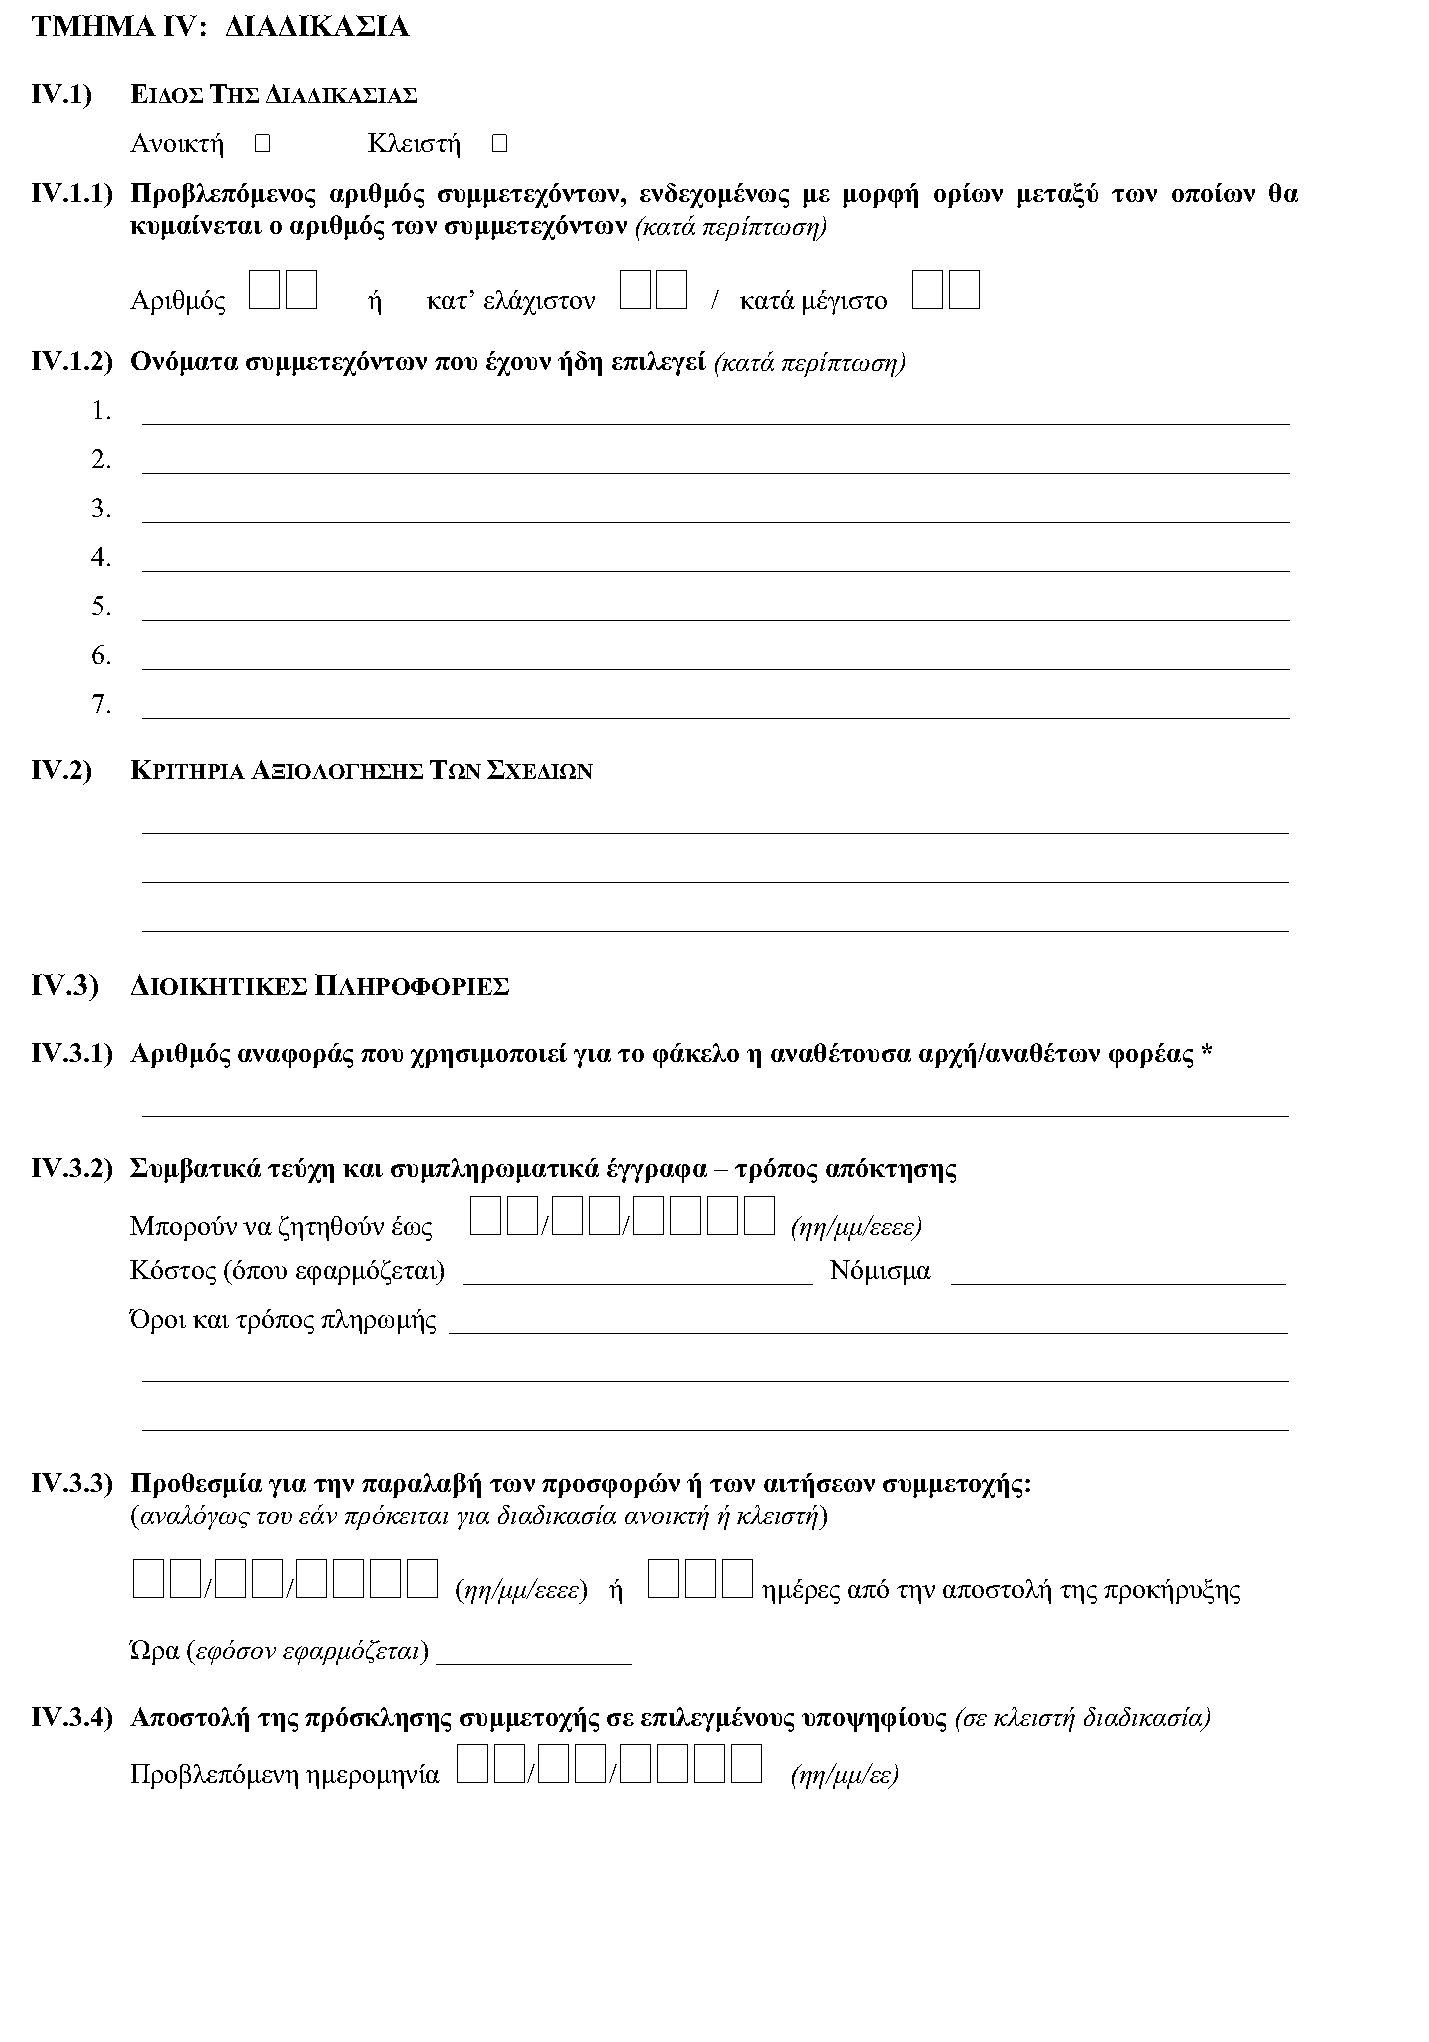 ΤΜΗΜΑ IV: ΔΙΑΔΙΚΑΣΙΑ
IV.1) ΕΙΔΟΣ ΤΗΣ ΔΙΑΔΙΚΑΣΙΑΣ
Ανοικτή □ Κλειστή □
IV.1.1) Προβλεπόμενος αριθμός συμμετεχόντων, ενδεχομένως με μορφή ορίων μεταξύ των οποίων θα
κυμαίνεται ο αριθμός των συμμετεχόντων (κατά περίπτωση)
Αριθμός □□ ή κατ’ ελάχιστον □□ / κατά μέγιστο □□
IV.1.2) Ονόματα συμμετεχόντων που έχουν ήδη επιλεγεί (κατά περίπτωση)
1.
2.
3.
4.
5.
6.
7.
IV.2) ΚΡΙΤΗΡΙΑ ΑΞΙΟΛΟΓΗΣΗΣ ΤΩΝ ΣΧΕΔΙΩΝ
IV.3) ΔΙΟΙΚΗΤΙΚΕΣ ΠΛΗΡΟΦΟΡΙΕΣ
IV.3.1) Αριθμός αναφοράς που χρησιμοποιεί για το φάκελο η αναθέτουσα αρχή/αναθέτων φορέας *
IV.3.2) Συμβατικά τεύχη και συμπληρωματικά έγγραφα – τρόπος απόκτησης
Μπορούν να ζητηθούν έως □□/□□/□□□□ (ηη/μμ/εεεε)
Κόστος (όπου εφαρμόζεται) Νόμισμα
Όροι και τρόπος πληρωμής
IV.3.3) Προθεσμία για την παραλαβή των προσφορών ή των αιτήσεων συμμετοχής:
(αναλόγως του εάν πρόκειται για διαδικασία ανοικτή ή κλειστή)
□□/□□/□□□□ (ηη/μμ/εεεε) ή □□□ ημέρες από την αποστολή της προκήρυξης
Ώρα (εφόσον εφαρμόζεται)
IV.3.4) Αποστολή της πρόσκλησης συμμετοχής σε επιλεγμένους υποψηφίους (σε κλειστή διαδικασία)
Προβλεπόμενη ημερομηνία □□/□□/□□□□ (ηη/μμ/εε)